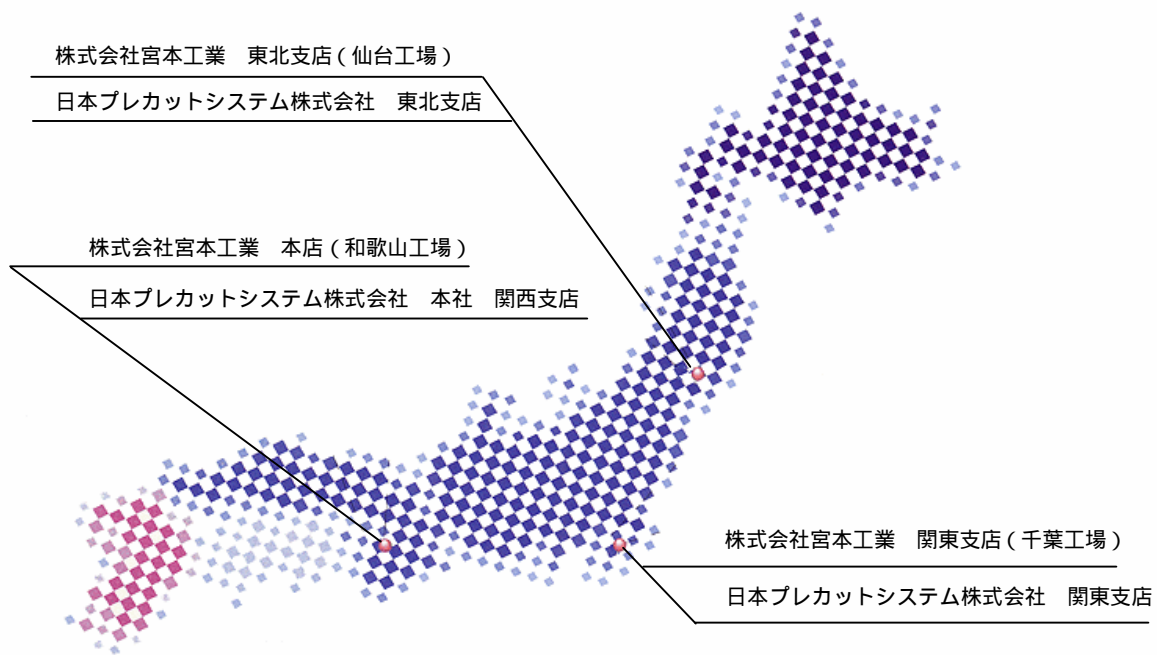 株式会社宮本工業　東北支店(仙台工場)
日本プレカットシステム株式会社　東北支店
株式会社宮本工業　本店(和歌山工場)
日本プレカットシステム株式会社　本社　関西支店
株式会社宮本工業　関東支店(千葉工場)
日本プレカットシステム株式会社　関東支店